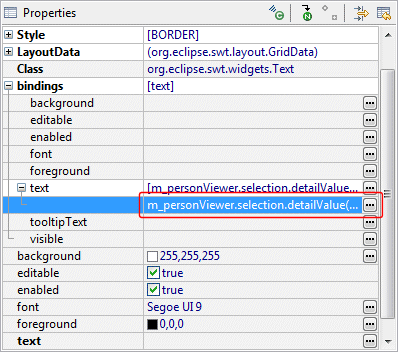 Properties
Style [BORDER]
LayoutData (org.eclipse.swt.layout.GridData)
Class org.eclipse.swt.widgets.Text
bindings [text]
background
editable
enabled
font
foreground
text [m_personViewer.selection.detailValue...
m_personViewer.selection.detailValue(...
tooltipText
visible
background 255,255,255
editable true
enabled true
font Segoe UI 9
foreground 0,0,0
text